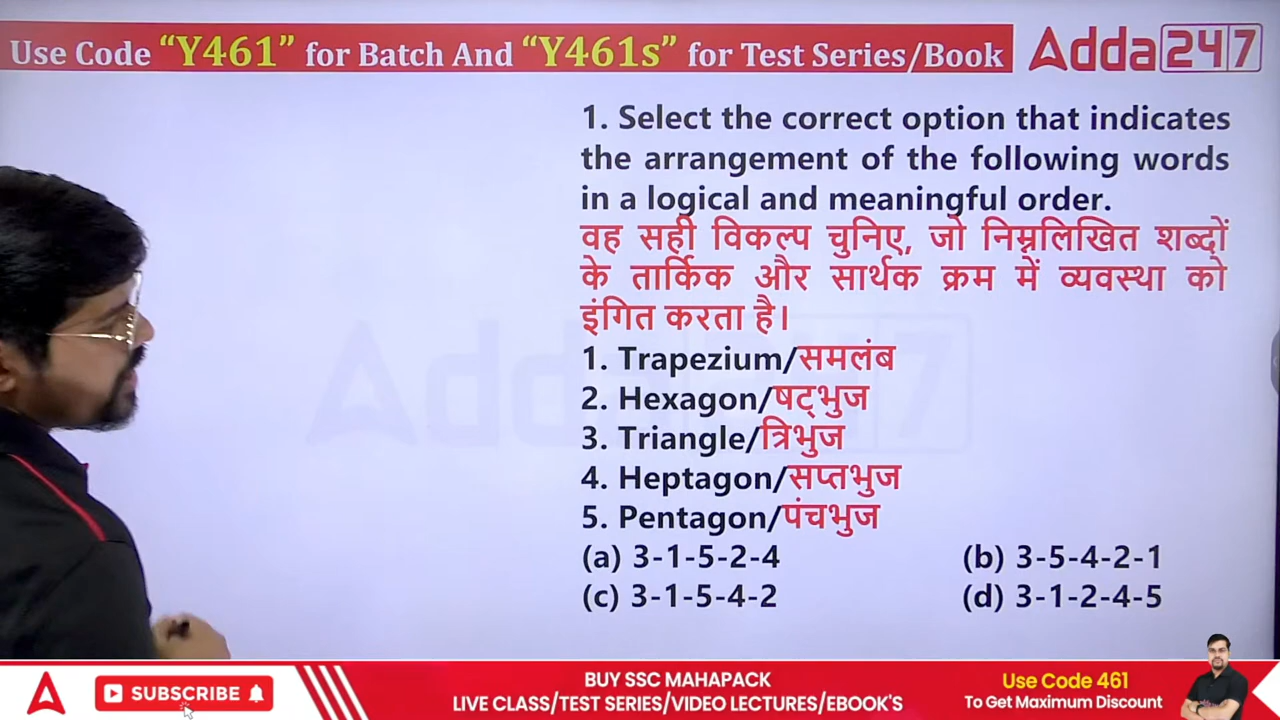 Use Code “Y461” for Batch And “Y461s” for Test Series/Book
Adda247
1. Select the correct option that indicates
the arrangement of the following words
in a logical and meaningful order.
वह सही विकल्प चुनिए, जो निम्नलिखित शब्दों
के तार्किक और सार्थक क्रम में व्यवस्था को
इंगित करता है।
1. Trapezium/समलंब
2. Hexagon/षट्भुज
3. Triangle/त्रिभुज
4. Heptagon/सप्तभुज
5. Pentagon/पंचभुज
(a) 3-1-5-2-4 (b) 3-5-4-2-1
(c) 3-1-5-4-2 (d) 3-1-2-4-5
Adda247
SUBSCRIBE
BUY SSC MAHAPACK
LIVE CLASS/TEST SERIES/VIDEO LECTURES/EBOOK'S
Use Code 461
To Get Maximum Discount